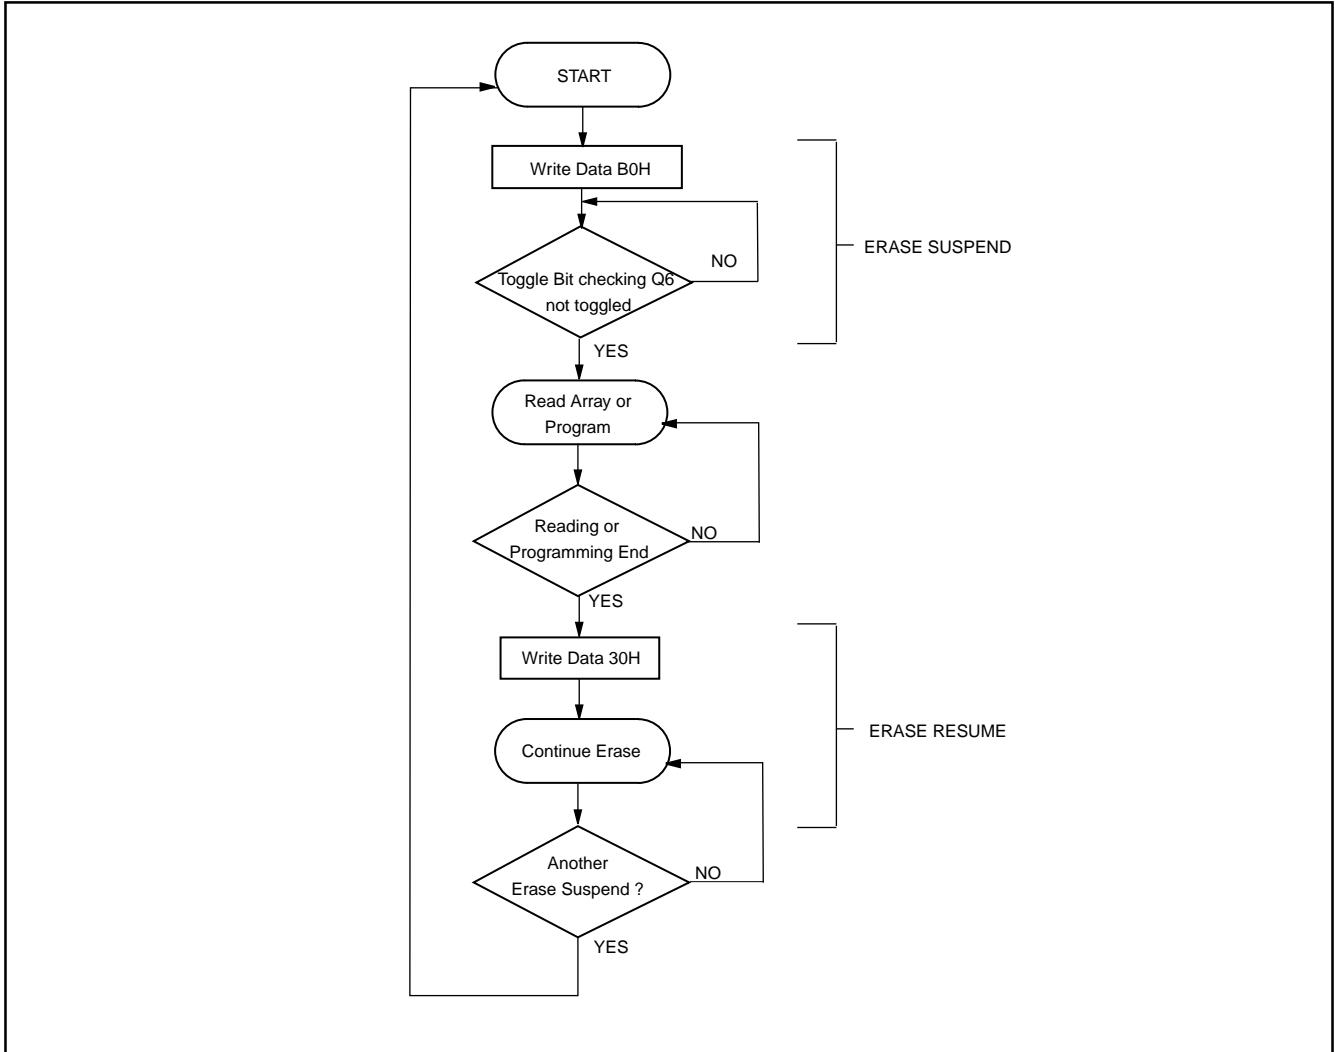 START
Write Data B0H
ERASE SUSPEND
NO
Toggle Bit checking Q6
not toggled
YES
Read Array or
Program
Reading or
NO
Programming End
YES
Write Data 30H
ERASE RESUME
Continue Erase
Another
NO
Erase Suspend ?
YES